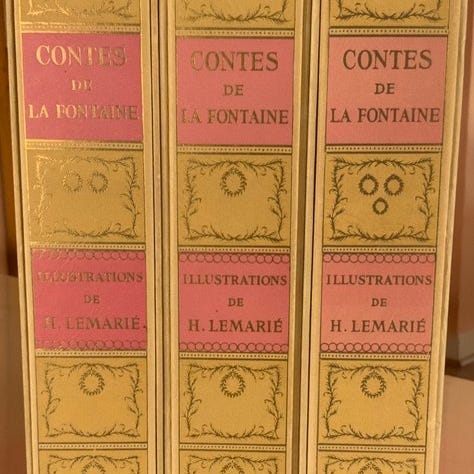 CONTES
DE
LA FONTAINE
ILLUSTRATIONS
DE
H. LEMARIÉ.
CONTES
DE
LA FONTAINE
ILLUSTRATIONS
DE
H. LEMARIÉ
CONTES
DE
LA FONTAINE
ILLUSTRATIONS
DE
H. LEMARIÉ